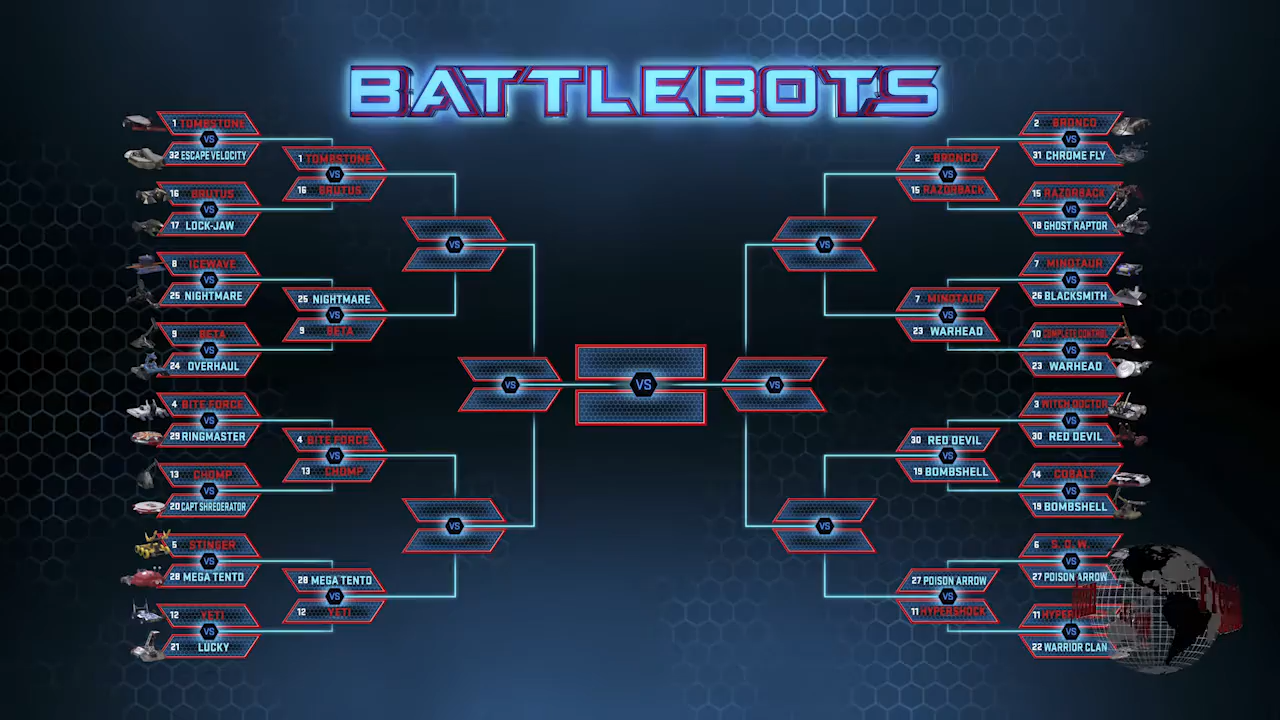 BATTLEBOTS
1 TOMBSTONE
VS
32 ESCAPE VELOCITY
16 BRUTUS
VS
17 LOCK-JAW
8 ICEWAVE
VS
25 NIGHTMARE
9 BETA
VS
24 OVERHAUL
4 BITE FORCE
VS
29 RINGMASTER
13 CHOMP
VS
20 CAPT SHREDERATOR
5 STINGER
VS
28 MEGA TENTO
12 YETI
VS
21 LUCKY
1 TOMBSTONE
VS
16 BRUTUS
25 NIGHTMARE
VS
9 BETA
4 BITE FORCE
VS
13 CHOMP
28 MEGA TENTO
VS
12 YETI
VS
VS
VS
VS
VS
VS
VS
2 BRONCO
VS
15 RAZORBACK
7 MINOTAUR
VS
23 WARHEAD
30 RED DEVIL
VS
19 BOMBSHELL
27 POISON ARROW
VS
11 HYPERSHOCK
2 BRONCO
VS
31 CHROME FLY
15 RAZORBACK
VS
18 GHOST RAPTOR
7 MINOTAUR
VS
26 BLACKSMITH
10 COMPLETE CONTROL
VS
23 WARHEAD
3 WITCH DOCTOR
VS
30 RED DEVIL
14 COBALT
VS
19 BOMBSHELL
6 S.O.W.
VS
27 POISON ARROW
11 HYPER
VS
22 WARRIOR CLAN